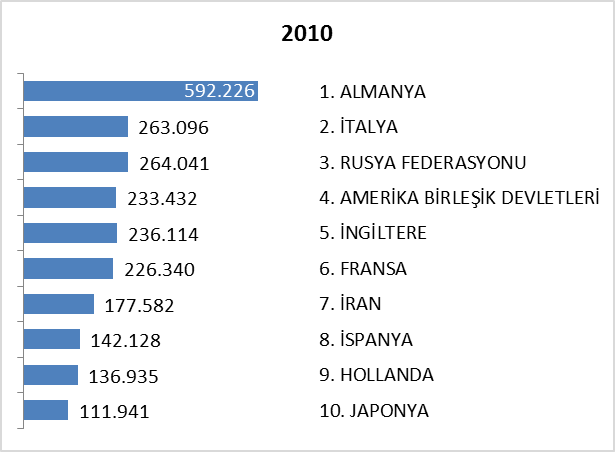 2010
592.226 1. ALMANYA
263.096 2. İTALYA
264.041 3. RUSYA FEDERASYONU
233.432 4. AMERİKA BİRLEŞİK DEVLETLERİ
236.114 5. İNGİLTERE
226.340 6. FRANSA
177.582 7. İRAN
142.128 8. İSPANYA
136.935 9. HOLLANDA
111.941 10. JAPONYA